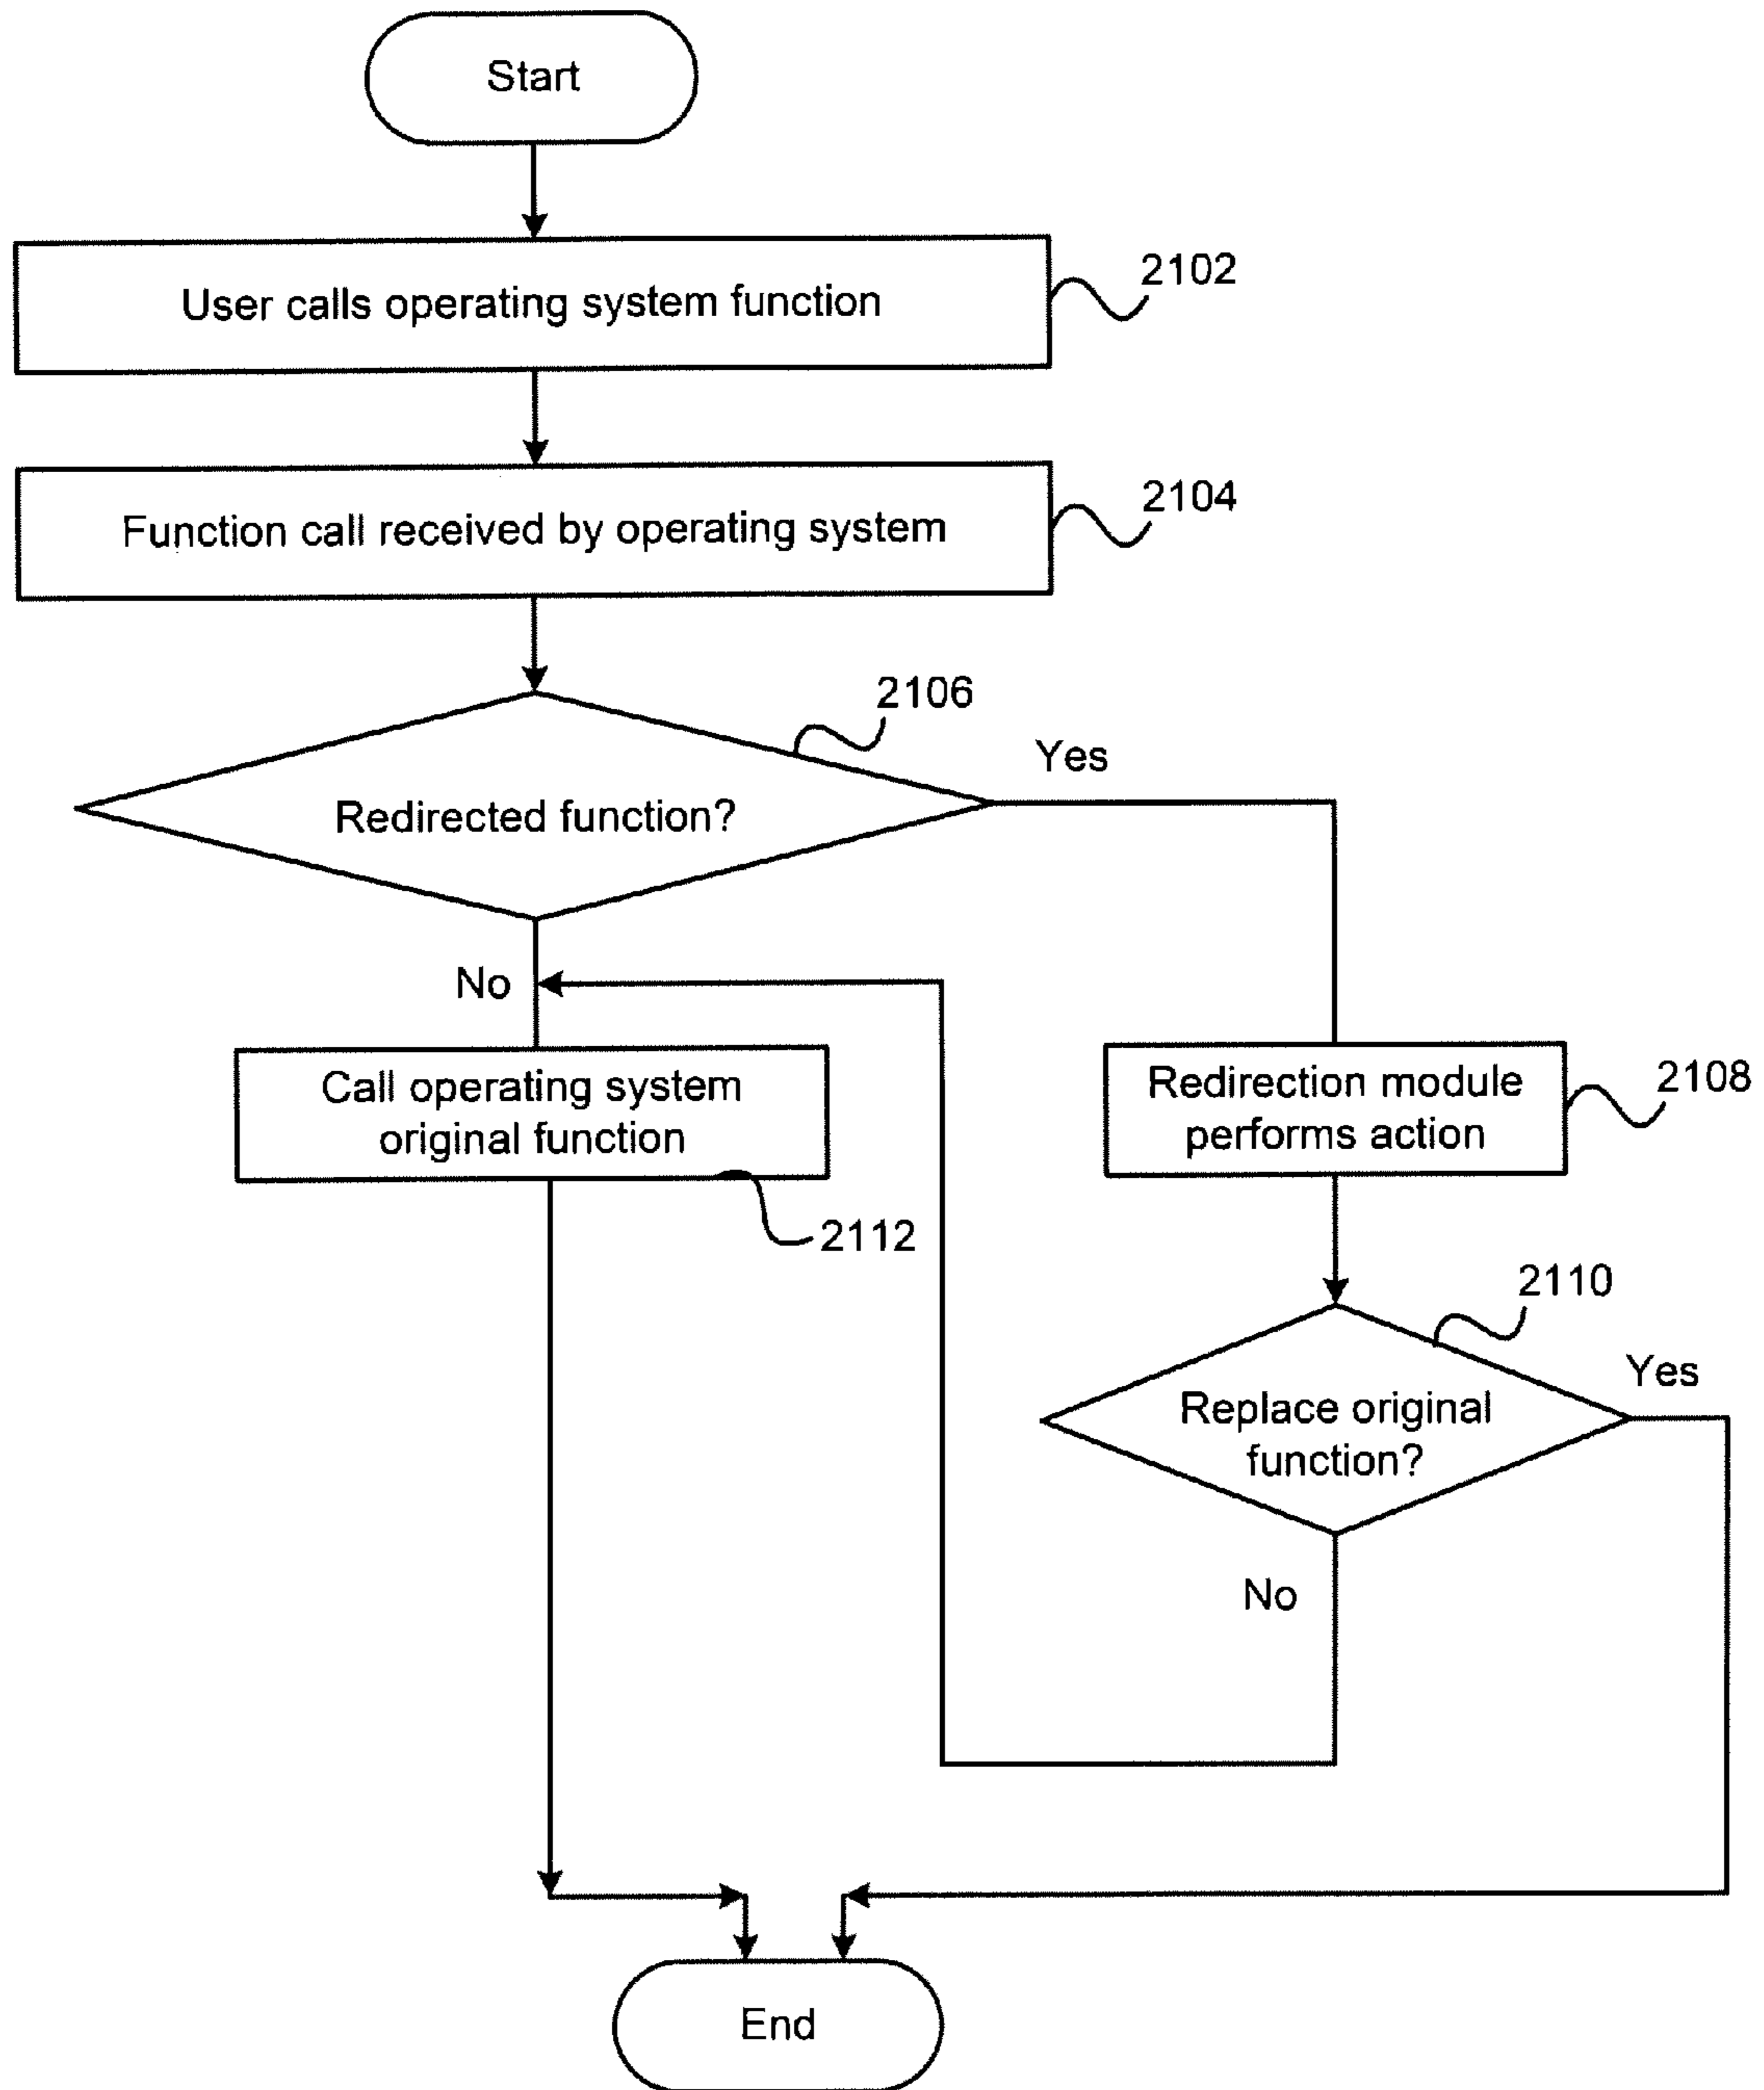 Start
User calls operating system function
2102
Function call received by operating system
2104
2106
Redirected function?
Yes
No
Call operating system
original function
2112
Redirection module
performs action
2108
2110
Replace original
function?
Yes
No
End